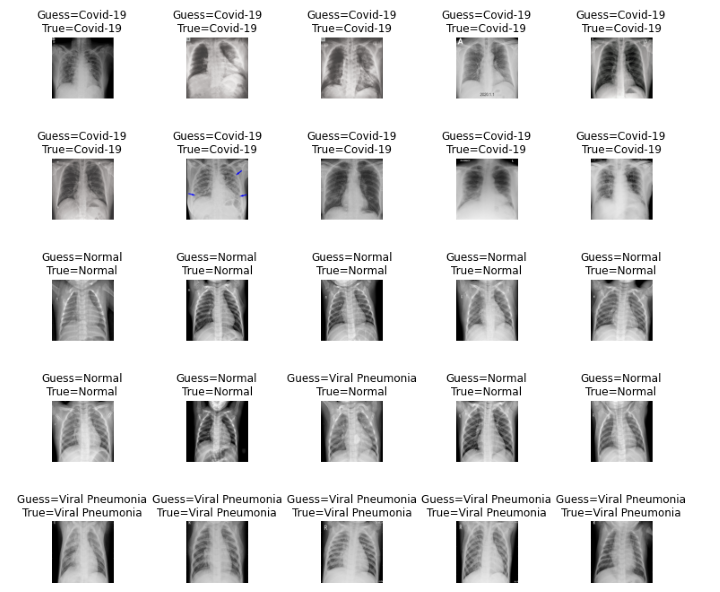 Guess=Covid-19 Guess=Covid-19 Guess=Covid-19 Guess=Covid-19 Guess=Covid-19
True=Covid-19 True=Covid-19 True=Covid-19 True=Covid-19 True=Covid-19
Guess=Covid-19 Guess=Covid-19 Guess=Covid-19 Guess=Covid-19 Guess=Covid-19
True=Covid-19 True=Covid-19 True=Covid-19 True=Covid-19 True=Covid-19
Guess=Normal Guess=Normal Guess=Normal Guess=Normal Guess=Normal
True=Normal True=Normal True=Normal True=Normal True=Normal
Guess=Normal Guess=Normal Guess=Viral Pneumonia Guess=Normal Guess=Normal
True=Normal True=Normal True=Normal True=Normal True=Normal
Guess=Viral Pneumonia Guess=Viral Pneumonia Guess=Viral Pneumonia Guess=Viral Pneumonia Guess=Viral Pneumonia
True=Viral Pneumonia True=Viral Pneumonia True=Viral Pneumonia True=Viral Pneumonia True=Viral Pneumonia